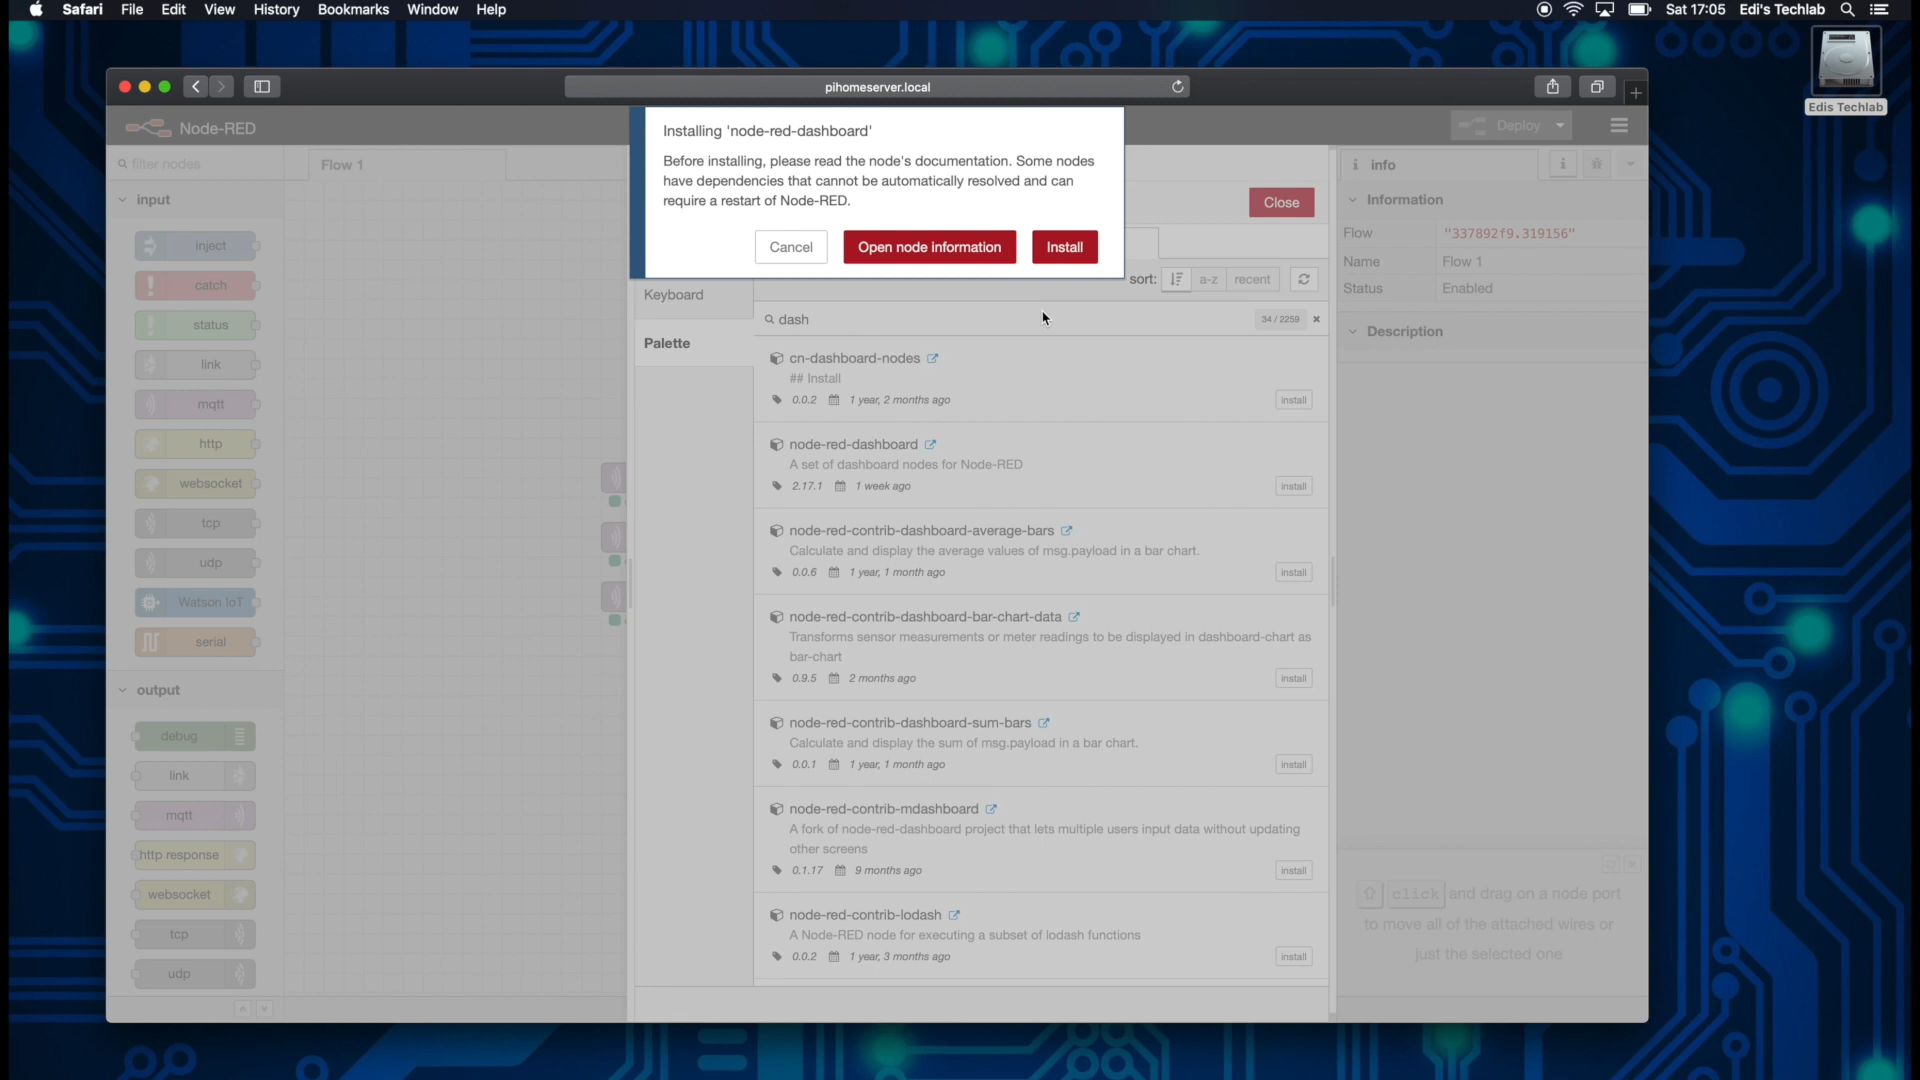 Safari File Edit View History Bookmarks Window Help
Sat 17:05 Edi's Techlab
Edis Techlab
pihomeserver.local
Node-RED
Deploy
filter nodes
Flow 1
input
inject
catch
status
link
mqtt
http
websocket
tcp
udp
Watson IoT
serial
output
debug
link
mqtt
http response
websocket
tcp
udp
Installing 'node-red-dashboard'
Before installing, please read the node's documentation. Some nodes
have dependencies that cannot be automatically resolved and can
require a restart of Node-RED.
Cancel
Open node information
Install
Close
Keyboard
Palette
sort: a-z recent
dash
34 / 2259
cn-dashboard-nodes
## Install
0.0.2 1 year, 2 months ago
install
node-red-dashboard
A set of dashboard nodes for Node-RED
2.17.1 1 week ago
install
node-red-contrib-dashboard-average-bars
Calculate and display the average values of msg.payload in a bar chart.
0.0.6 1 year, 1 month ago
install
node-red-contrib-dashboard-bar-chart-data
Transforms sensor measurements or meter readings to be displayed in dashboard-chart as
bar-chart
0.9.5 2 months ago
install
node-red-contrib-dashboard-sum-bars
Calculate and display the sum of msg.payload in a bar chart.
0.0.1 1 year, 1 month ago
install
node-red-contrib-mdashboard
A fork of node-red-dashboard project that lets multiple users input data without updating
other screens
0.1.17 9 months ago
install
node-red-contrib-lodash
A Node-RED node for executing a subset of lodash functions
0.0.2 1 year, 3 months ago
install
info
Information
Flow "337892f9.319156"
Name Flow 1
Status Enabled
Description
click and drag on a node port
to move all of the attached wires or
just the selected one